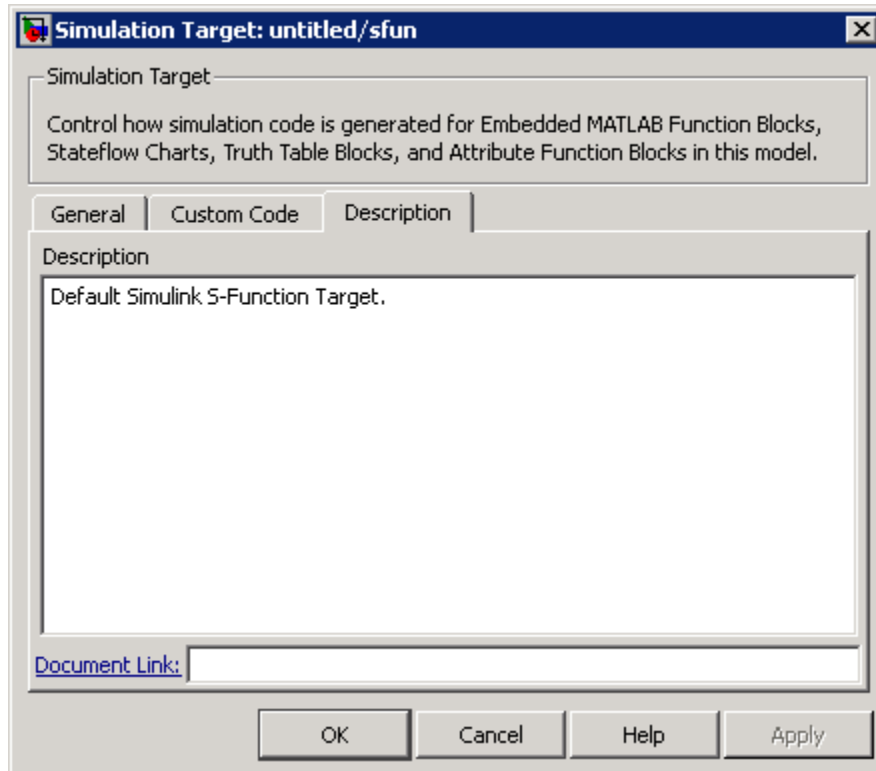 Simulation Target: untitled/sfun
Simulation Target
Control how simulation code is generated for Embedded MATLAB Function Blocks,
Stateflow Charts, Truth Table Blocks, and Attribute Function Blocks in this model.
General Custom Code Description
Description
Default Simulink S-Function Target.
Document Link:
OK Cancel Help Apply